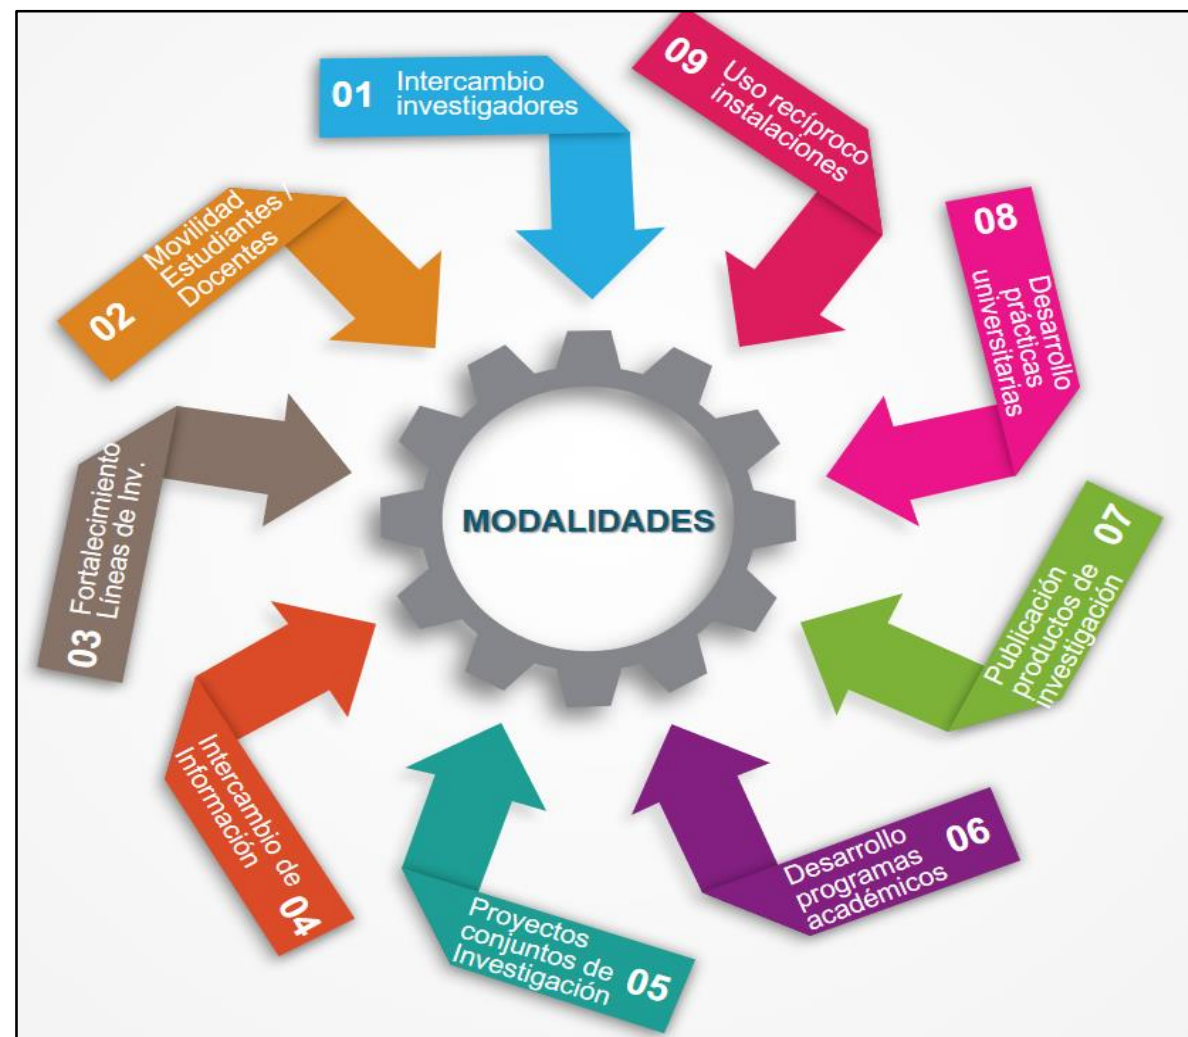 01 Intercambio
investigadores
02 Movilidad
Estudiantes /
Docentes
03 Fortalecimiento
Líneas de Inv.
04 Intercambio de
Información
05 Proyectos
conjuntos de
Investigación
06 Desarrollo
programas
académicos
07 Publicación
productos de
investigación
08 Desarrollo
prácticas
universitarias
09 Uso recíproco
instalaciones
MODALIDADES